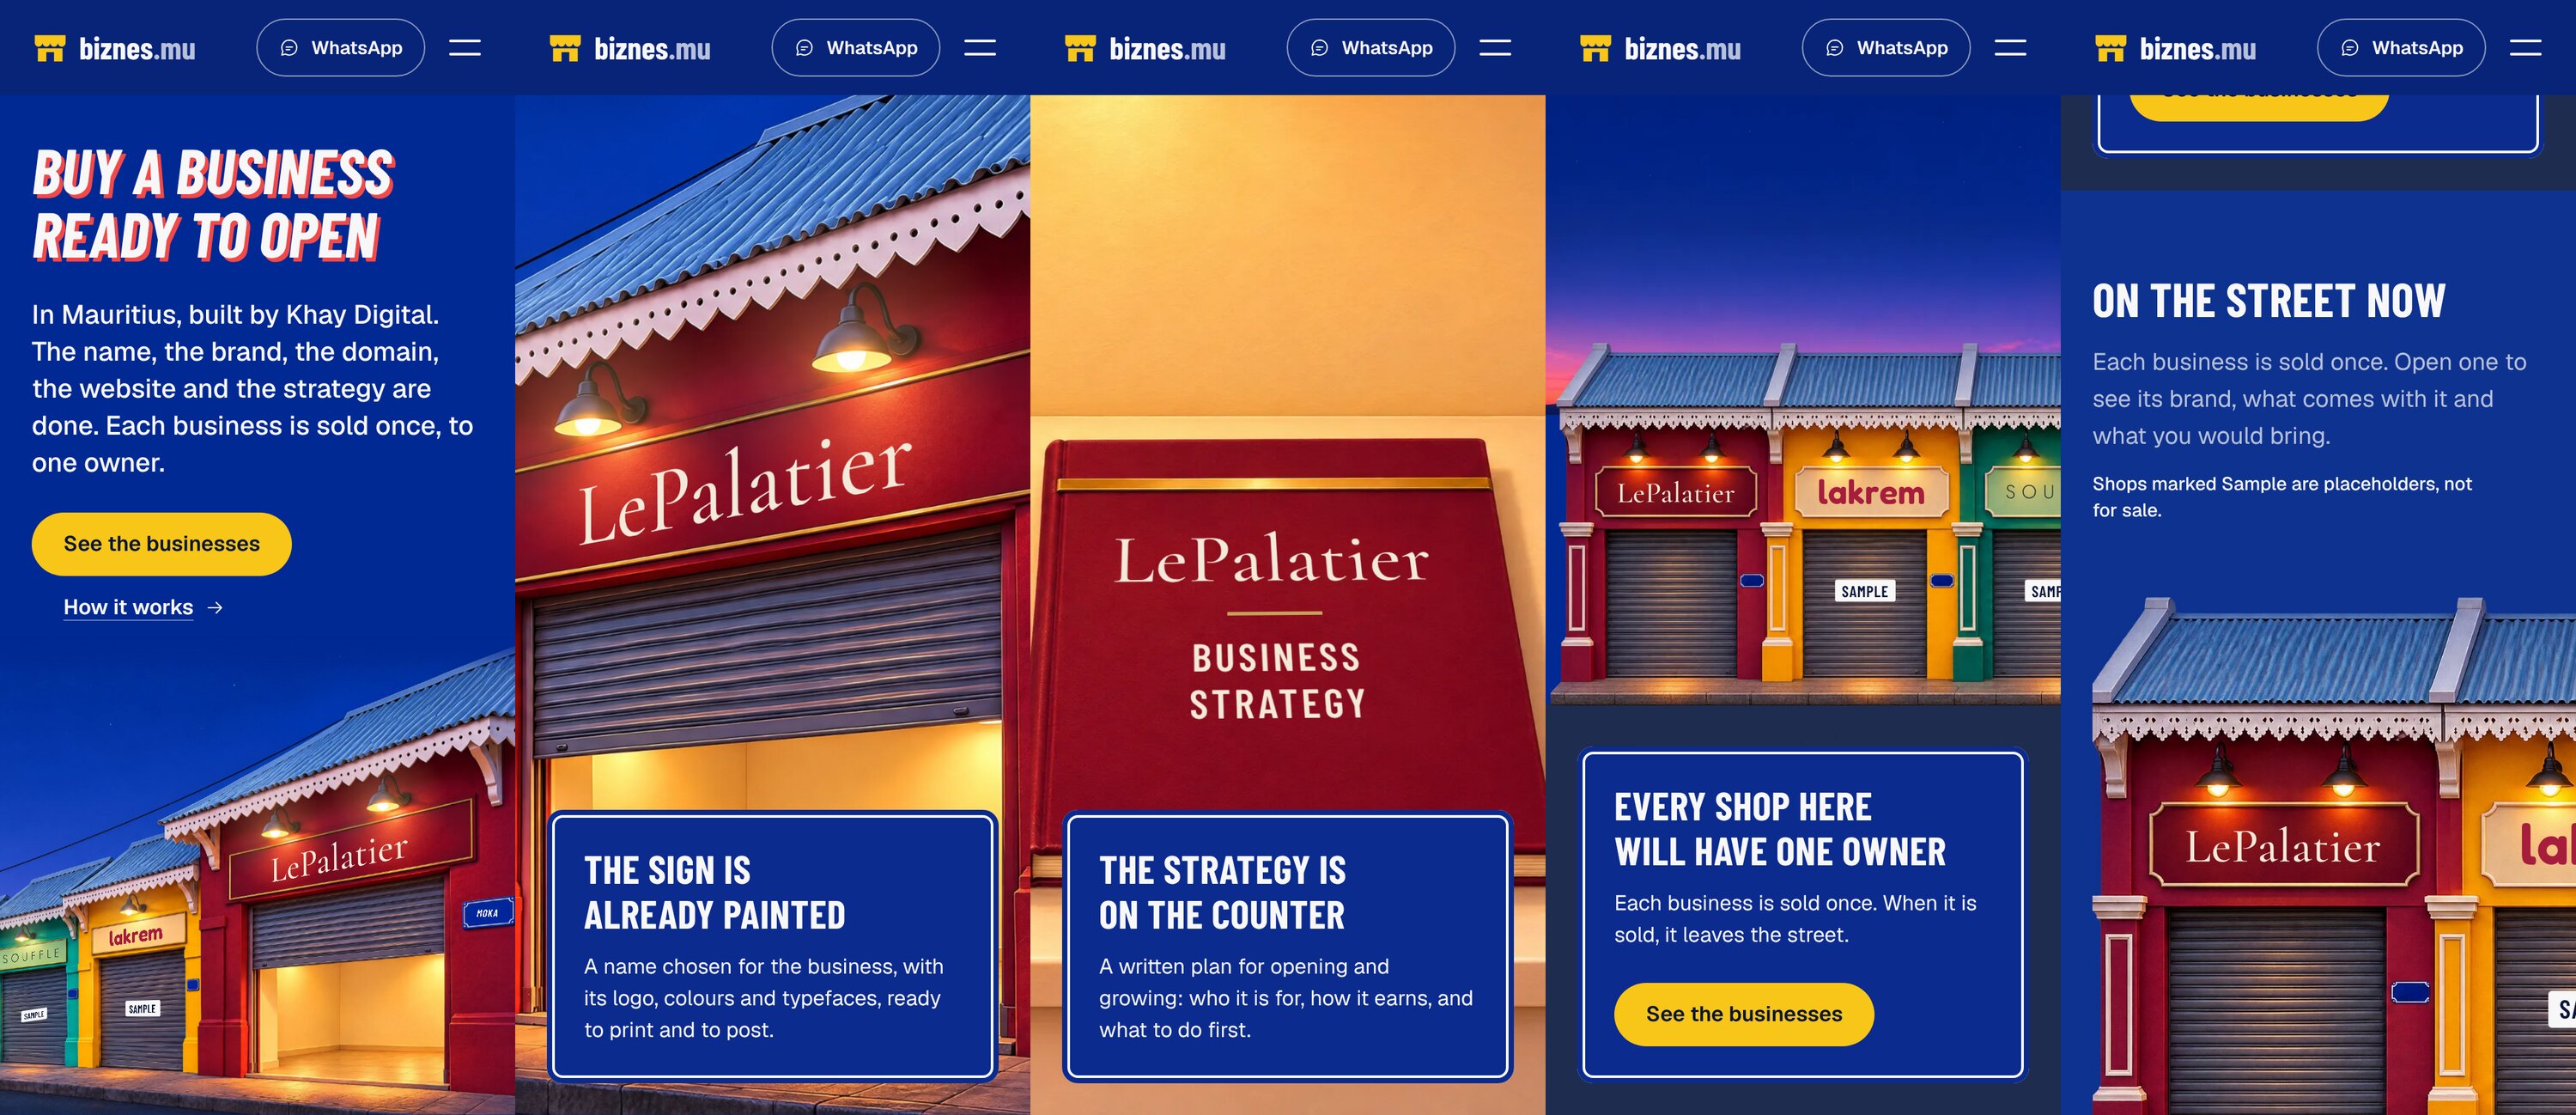 biznes.mu
WhatsApp
BUY A BUSINESS
READY TO OPEN
In Mauritius, built by Khay Digital.
The name, the brand, the domain,
the website and the strategy are
done. Each business is sold once, to
one owner.
See the businesses
How it works →
LePalatier
MOKA
lakrem
SOUFFLE
SAMPLE
SAMPLE
biznes.mu
WhatsApp
LePalatier
THE SIGN IS
ALREADY PAINTED
A name chosen for the business, with
its logo, colours and typefaces, ready
to print and to post.
biznes.mu
WhatsApp
LePalatier
BUSINESS
STRATEGY
THE STRATEGY IS
ON THE COUNTER
A written plan for opening and
growing: who it is for, how it earns, and
what to do first.
biznes.mu
WhatsApp
LePalatier
lakrem
SOU
SAMPLE
SAMP
EVERY SHOP HERE
WILL HAVE ONE OWNER
Each business is sold once. When it is
sold, it leaves the street.
See the businesses
biznes.mu
WhatsApp
See the businesses
ON THE STREET NOW
Each business is sold once. Open one to
see its brand, what comes with it and
what you would bring.
Shops marked Sample are placeholders, not
for sale.
LePalatier
lak
SA